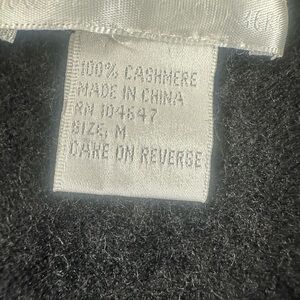 100% CASHMERE
MADE IN CHINA
RN 104647
SIZE, M
CARE ON REVERSE